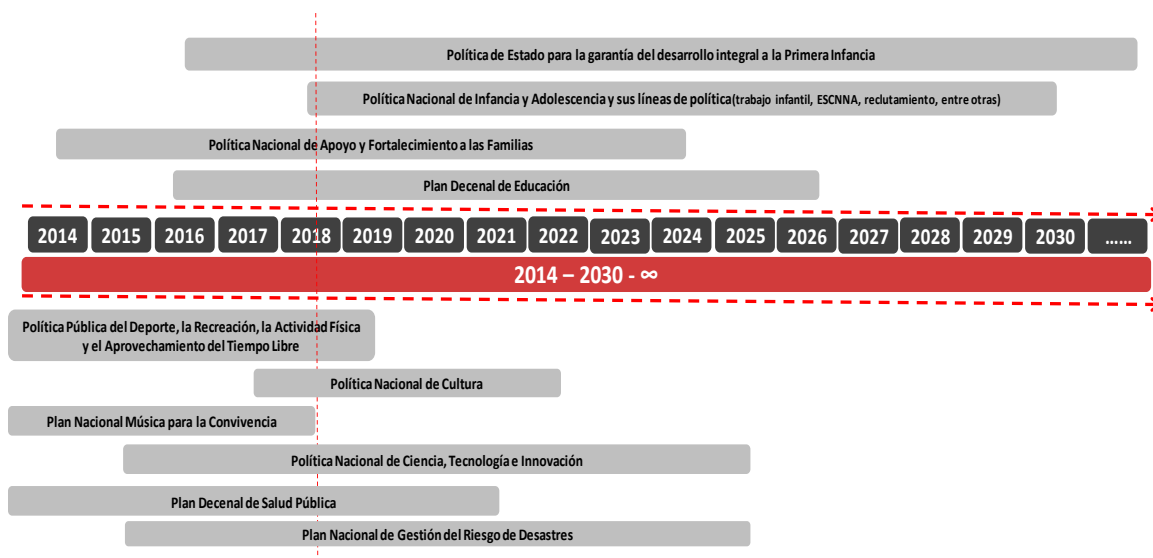 Política de Estado para la garantía del desarrollo integral a la Primera Infancia
Política Nacional de Infancia y Adolescencia y sus líneas de política(trabajo infantil, ESCNNA, reclutamiento, entre otras)
Política Nacional de Apoyo y Fortalecimiento a las Familias
Plan Decenal de Educación
2014 2015 2016 2017 2018 2019 2020 2021 2022 2023 2024 2025 2026 2027 2028 2029 2030 ......
2014 – 2030 - ∞
Política Pública del Deporte, la Recreación, la Actividad Física
y el Aprovechamiento del Tiempo Libre
Política Nacional de Cultura
Plan Nacional Música para la Convivencia
Política Nacional de Ciencia, Tecnología e Innovación
Plan Decenal de Salud Pública
Plan Nacional de Gestión del Riesgo de Desastres